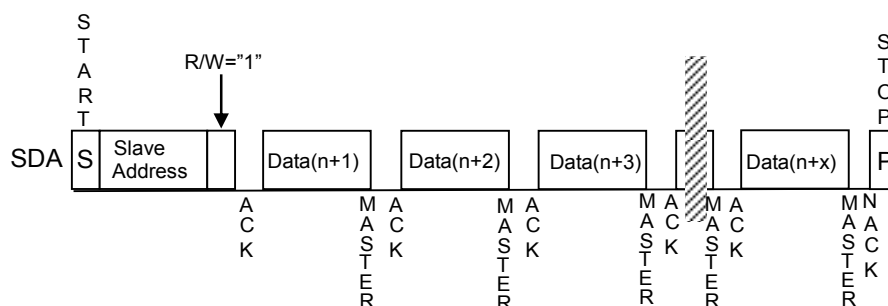 START
STOP
R/W=”1”
SDA
S
Slave
Address
Data(n+1)
Data(n+2)
Data(n+3)
Data(n+x)
P
ACK
MASTER
ACK
MASTER
ACK
MASTER
ACK
MASTER
ACK
MASTER
NACK